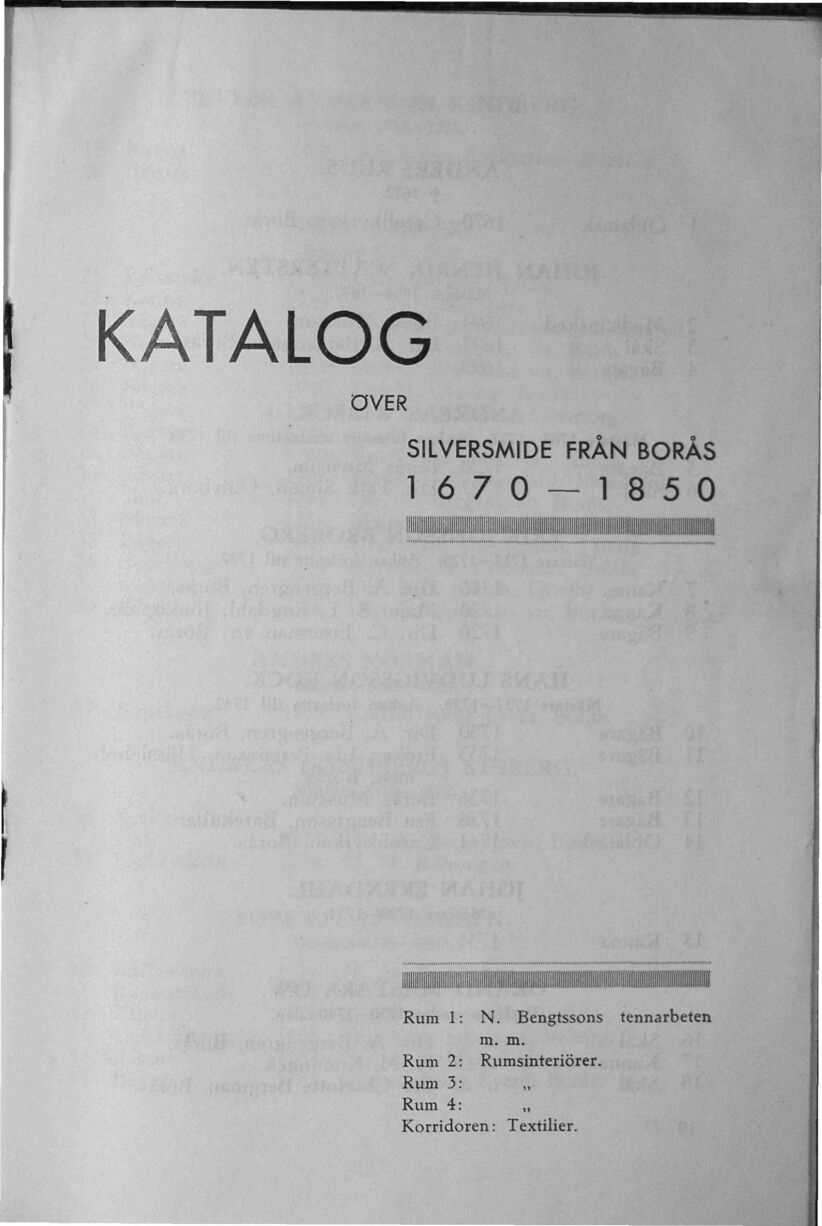 KATALOG
ÖVER
SILVERSMIDE FRÅN BORÅS
1670—1850
Rum 1: N. Bengtssons tennarbeten
m. m.
Rum 2: Rumsinteriörer.
Rum 3: „
Rum 4: „
Korridoren: Textilier.